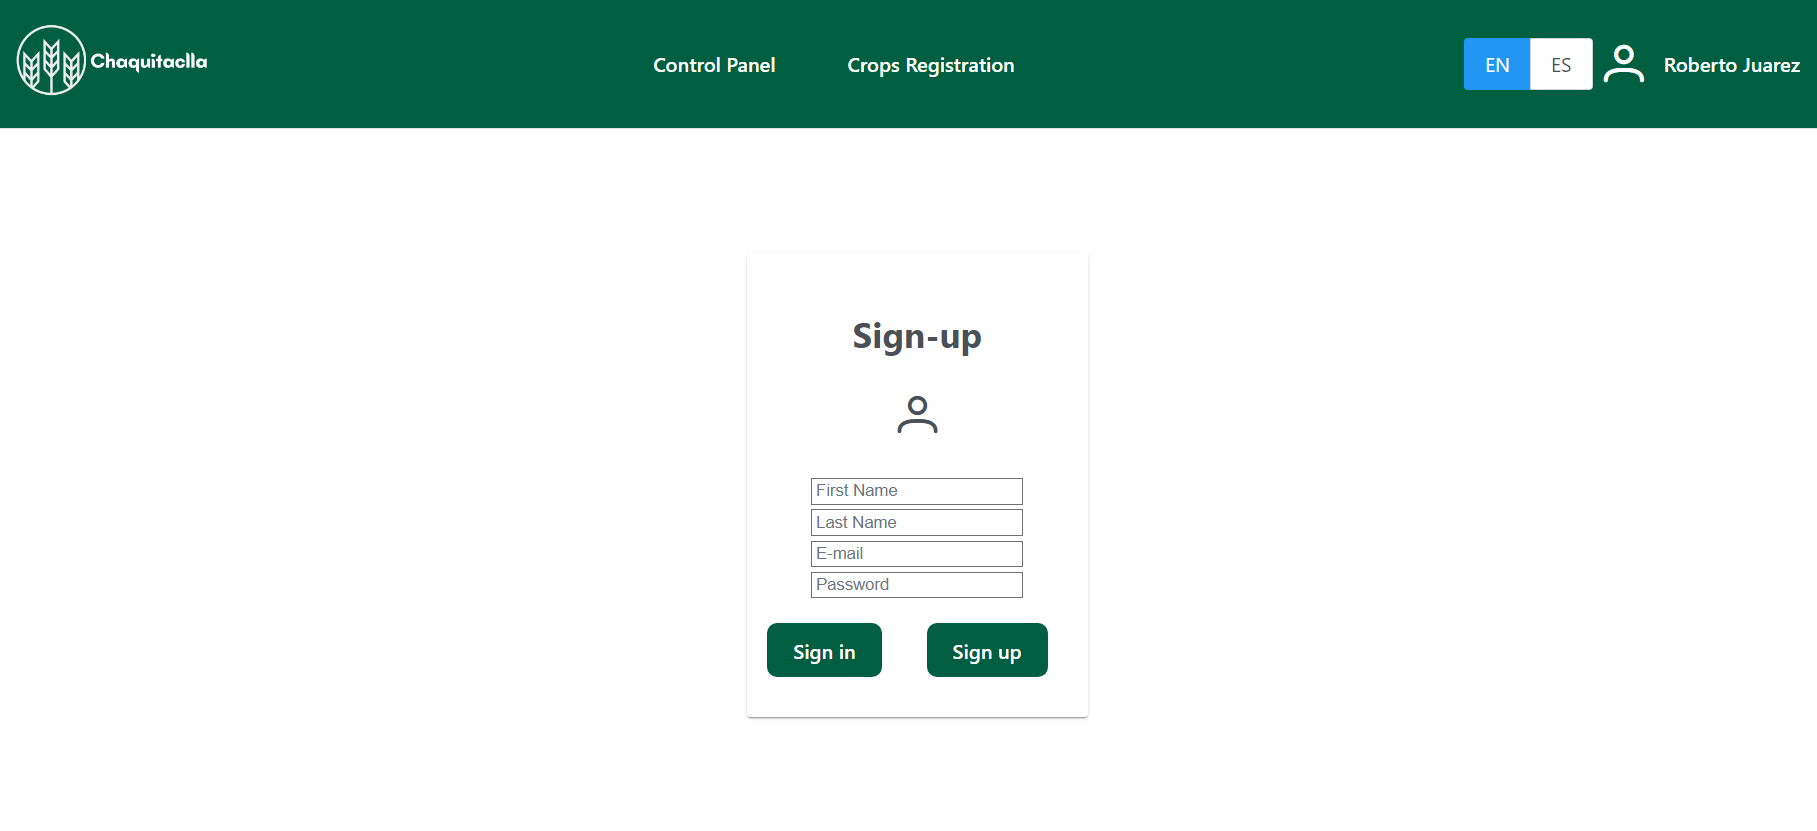 Chaquitaclla
Control Panel
Crops Registration
EN
ES
Roberto Juarez
Sign-up
First Name
Last Name
E-mail
Password
Sign in
Sign up